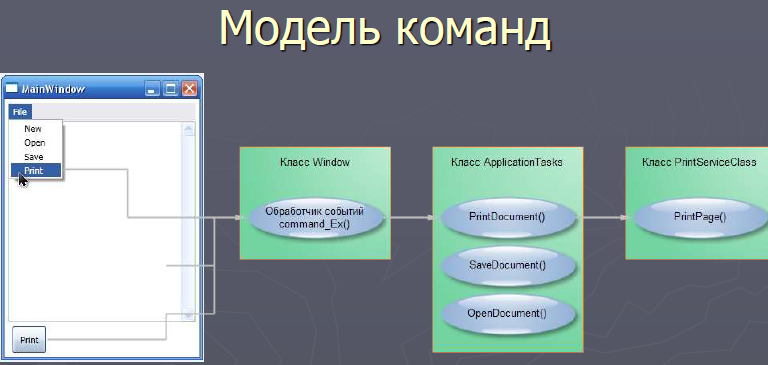 Модель команд
MainWindow
File
New
Open
Save
Print
Print
Класс Window
Обработчик событий
command_Ex()
Класс ApplicationTasks
PrintDocument()
SaveDocument()
OpenDocument()
Класс PrintServiceClass
PrintPage()